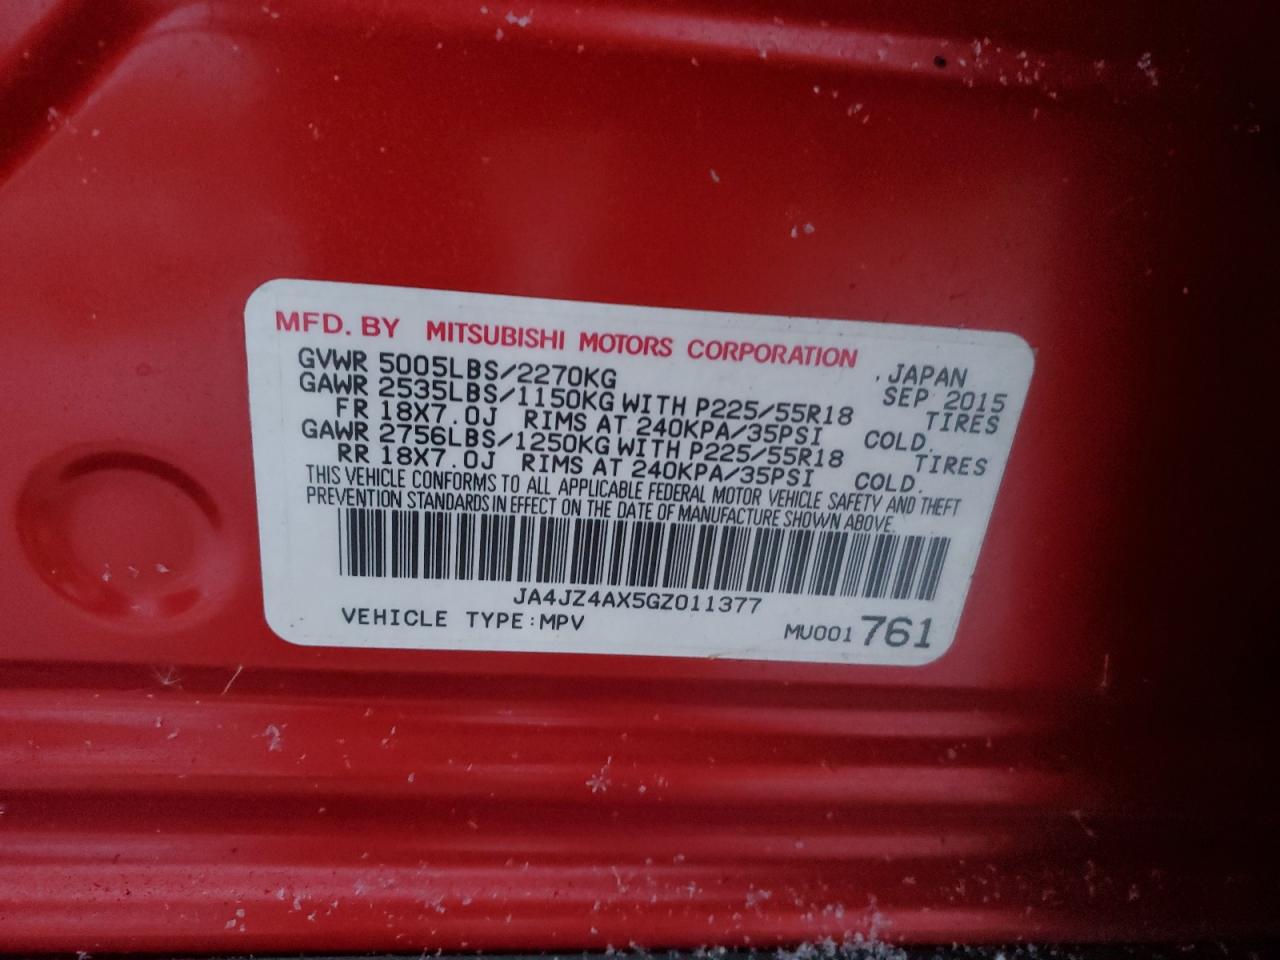 MFD. BY MITSUBISHI MOTORS CORPORATION
GVWR 5005LBS/2270KG . JAPAN
GAWR 2535LBS/1150KG WITH P225/55R18 SEP 2015
FR 18X7.0J RIMS AT 240KPA/35PSI TIRES
GAWR 2756LBS/1250KG WITH P225/55R18 COLD.
RR 18X7.0J RIMS AT 240KPA/35PSI TIRES
COLD.
THIS VEHICLE CONFORMS TO ALL APPLICABLE FEDERAL MOTOR VEHICLE SAFETY AND THEFT
PREVENTION STANDARDS IN EFFECT ON THE DATE OF MANUFACTURE SHOWN ABOVE.
JA4JZ4AX5GZ011377
VEHICLE TYPE:MPV MU001 761